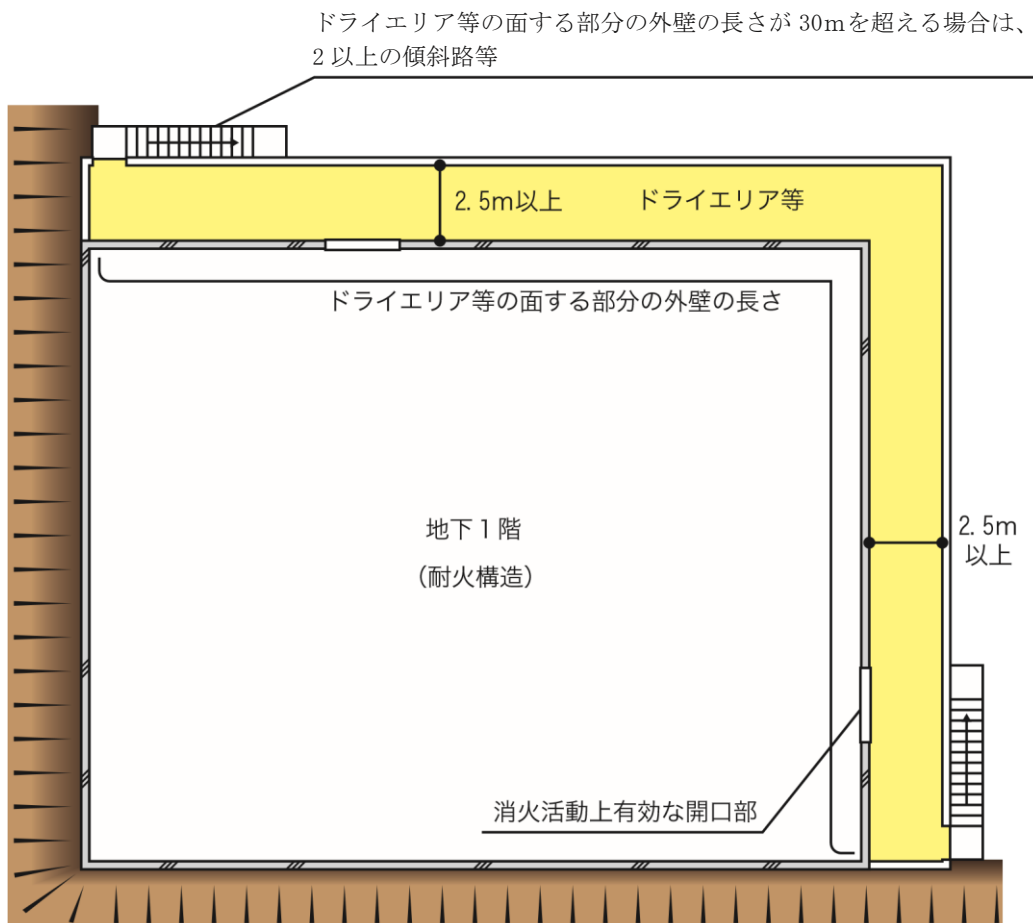 ドライエリア等の面する部分の外壁の長さが 30ｍを超える場合は、
2 以上の傾斜路等
2.5m以上
ドライエリア等
ドライエリア等の面する部分の外壁の長さ
地下１階
（耐火構造）
2.5m
以上
消火活動上有効な開口部